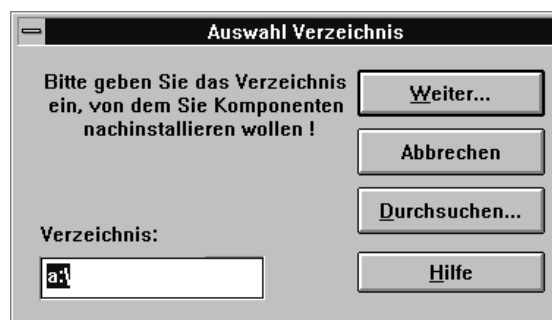 Auswahl Verzeichnis
Bitte geben Sie das Verzeichnis
ein, von dem Sie Komponenten
nachinstallieren wollen !
Weiter...
Abbrechen
Durchsuchen...
Verzeichnis:
a:\
Hilfe